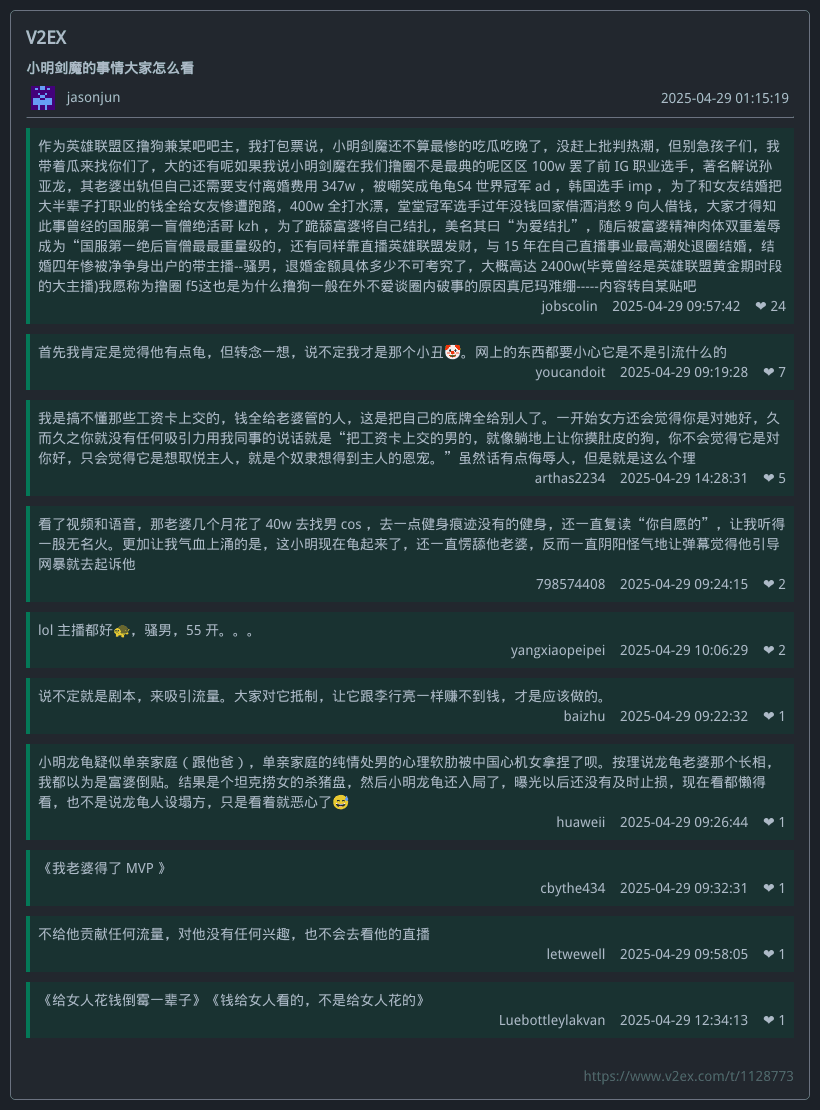 V2EX
小明剑魔的事情大家怎么看
jasonjun 2025-04-29 01:15:19
作为英雄联盟区撸狗兼某吧吧主，我打包票说，小明剑魔还不算最惨的吃瓜吃晚了，没赶上批判热潮，但别急孩子们，我
带着瓜来找你们了，大的还有呢如果我说小明剑魔在我们撸圈不是最典的呢区区 100w 罢了前 IG 职业选手，著名解说孙
亚龙，其老婆出轨但自己还需要支付离婚费用 347w ，被嘲笑成龟龟S4 世界冠军 ad ，韩国选手 imp ，为了和女友结婚把
大半辈子打职业的钱全给女友惨遭跑路，400w 全打水漂，堂堂冠军选手过年没钱回家借酒消愁 9 向人借钱，大家才得知
此事曾经的国服第一盲僧绝活哥 kzh ，为了跪舔富婆将自己结扎，美名其曰“为爱结扎”，随后被富婆精神肉体双重羞辱
成为“国服第一绝后盲僧最最重量级的，还有同样靠直播英雄联盟发财，与 15 年在自己直播事业最高潮处退圈结婚，结
婚四年惨被净争身出户的带主播--骚男，退婚金额具体多少不可考究了，大概高达 2400w(毕竟曾经是英雄联盟黄金期时段
的大主播)我愿称为撸圈 f5这也是为什么撸狗一般在外不爱谈圈内破事的原因真尼玛难绷-----内容转自某贴吧
jobscolin 2025-04-29 09:57:42 ❤ 24
首先我肯定是觉得他有点龟，但转念一想，说不定我才是那个小丑🤡。网上的东西都要小心它是不是引流什么的
youcandoit 2025-04-29 09:19:28 ❤ 7
我是搞不懂那些工资卡上交的，钱全给老婆管的人，这是把自己的底牌全给别人了。一开始女方还会觉得你是对她好，久
而久之你就没有任何吸引力用我同事的说话就是“把工资卡上交的男的，就像躺地上让你摸肚皮的狗，你不会觉得它是对
你好，只会觉得它是想取悦主人，就是个奴隶想得到主人的恩宠。”虽然话有点侮辱人，但是就是这么个理
arthas2234 2025-04-29 14:28:31 ❤ 5
看了视频和语音，那老婆几个月花了 40w 去找男 cos ，去一点健身痕迹没有的健身，还一直复读“你自愿的”，让我听得
一股无名火。更加让我气血上涌的是，这小明现在龟起来了，还一直愣舔他老婆，反而一直阴阳怪气地让弹幕觉得他引导
网暴就去起诉他
798574408 2025-04-29 09:24:15 ❤ 2
lol 主播都好🐢，骚男，55 开。。。
yangxiaopeipei 2025-04-29 10:06:29 ❤ 2
说不定就是剧本，来吸引流量。大家对它抵制，让它跟李行亮一样赚不到钱，才是应该做的。
baizhu 2025-04-29 09:22:32 ❤ 1
小明龙龟疑似单亲家庭（跟他爸），单亲家庭的纯情处男的心理软肋被中国心机女拿捏了呗。按理说龙龟老婆那个长相，
我都以为是富婆倒贴。结果是个坦克捞女的杀猪盘，然后小明龙龟还入局了，曝光以后还没有及时止损，现在看都懒得
看，也不是说龙龟人设塌方，只是看着就恶心了😅
huaweii 2025-04-29 09:26:44 ❤ 1
《我老婆得了 MVP 》
cbythe434 2025-04-29 09:32:31 ❤ 1
不给他贡献任何流量，对他没有任何兴趣，也不会去看他的直播
letwewell 2025-04-29 09:58:05 ❤ 1
《给女人花钱倒霉一辈子》《钱给女人看的，不是给女人花的》
Luebottleylakvan 2025-04-29 12:34:13 ❤ 1
https://www.v2ex.com/t/1128773